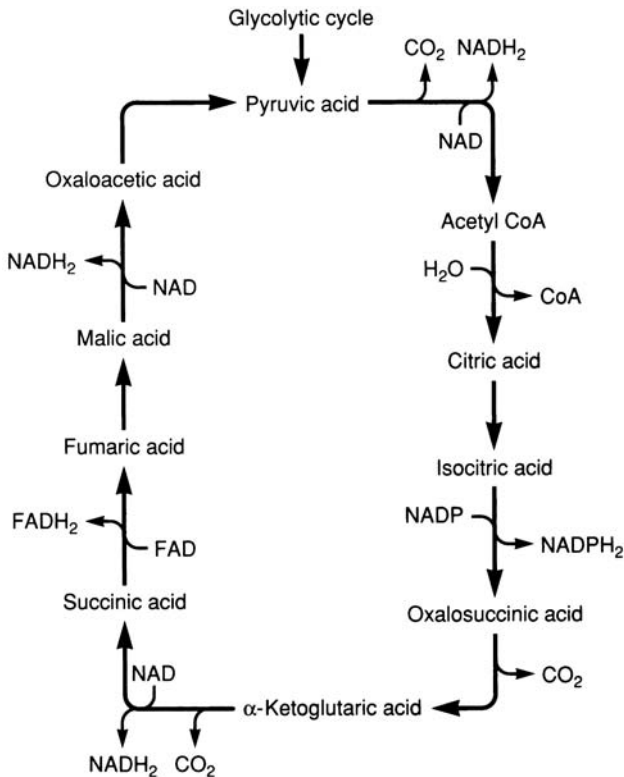 Glycolytic cycle
CO₂ NADH₂
Pyruvic acid
NAD
Oxaloacetic acid
Acetyl CoA
NADH₂
H₂O
NAD
CoA
Malic acid
Citric acid
Fumaric acid
Isocitric acid
NADP
FADH₂
FAD
NADPH₂
Succinic acid
Oxalosuccinic acid
NAD
CO₂
α-Ketoglutaric acid
NADH₂ CO₂